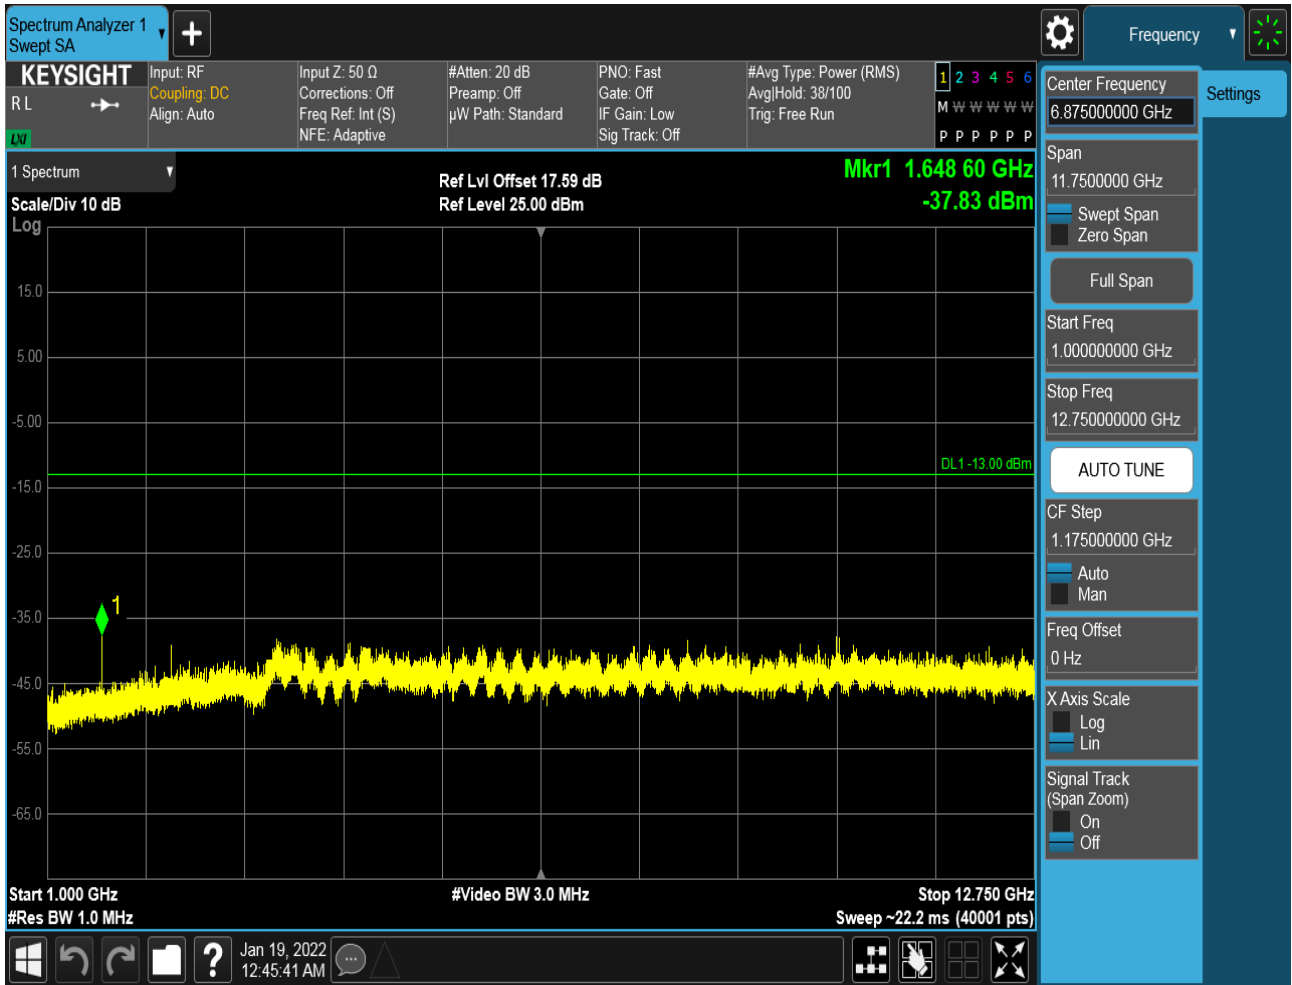 Spectrum Analyzer 1
Swept SA
+
Frequency
KEYSIGHT
R L
LXI
Input: RF
Coupling: DC
Align: Auto
Input Z: 50 Ω
Corrections: Off
Freq Ref: Int (S)
NFE: Adaptive
#Atten: 20 dB
Preamp: Off
µW Path: Standard
PNO: Fast
Gate: Off
IF Gain: Low
Sig Track: Off
#Avg Type: Power (RMS)
Avg|Hold: 38/100
Trig: Free Run
1 2 3 4 5 6
M W W W W W
P P P P P P
1 Spectrum
Scale/Div 10 dB
Log
Ref Lvl Offset 17.59 dB
Ref Level 25.00 dBm
Mkr1 1.648 60 GHz
-37.83 dBm
15.0
5.00
-5.00
DL1 -13.00 dBm
-15.0
-25.0
1
-35.0
-45.0
-55.0
-65.0
Start 1.000 GHz
#Video BW 3.0 MHz
Stop 12.750 GHz
#Res BW 1.0 MHz
Sweep ~22.2 ms (40001 pts)
?
Jan 19, 2022
12:45:41 AM
Center Frequency
6.875000000 GHz
Settings
Span
11.7500000 GHz
Swept Span
Zero Span
Full Span
Start Freq
1.000000000 GHz
Stop Freq
12.750000000 GHz
AUTO TUNE
CF Step
1.175000000 GHz
Auto
Man
Freq Offset
0 Hz
X Axis Scale
Log
Lin
Signal Track
(Span Zoom)
On
Off